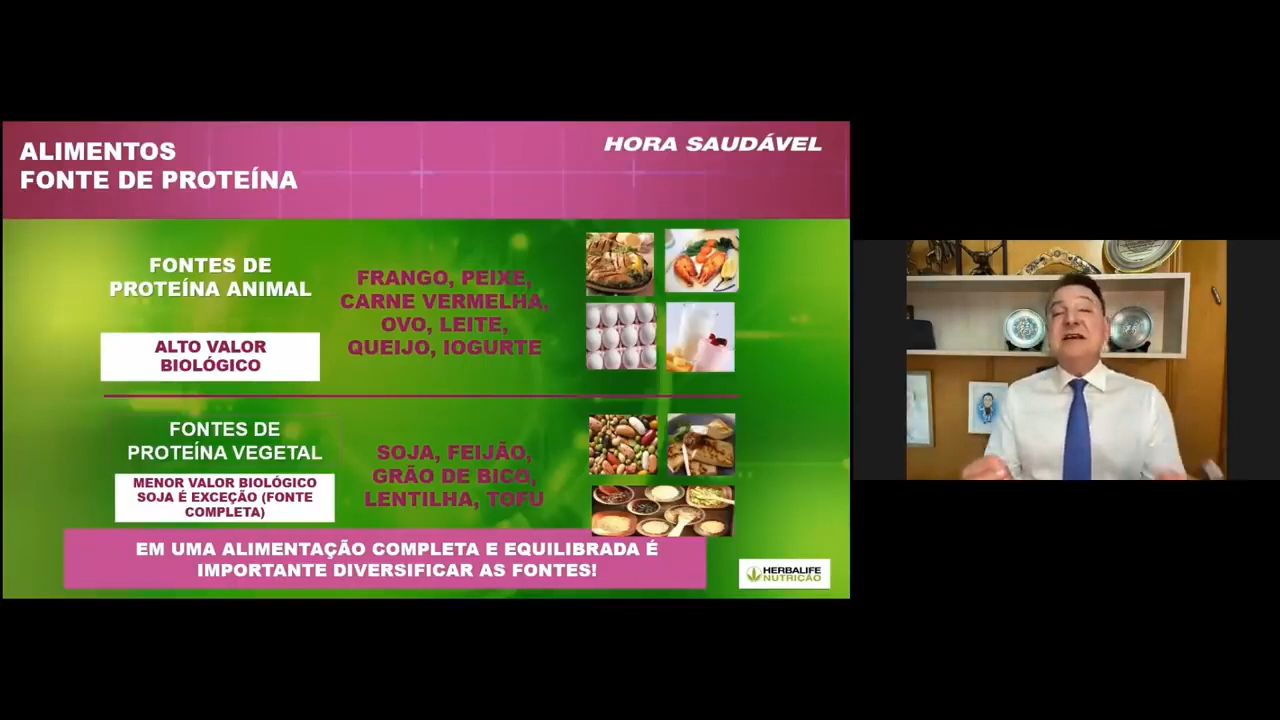 ALIMENTOS
FONTE DE PROTEÍNA
HORA SAUDÁVEL
FONTES DE
PROTEÍNA ANIMAL
ALTO VALOR
BIOLÓGICO
FRANGO, PEIXE,
CARNE VERMELHA,
OVO, LEITE,
QUEIJO, IOGURTE
FONTES DE
PROTEÍNA VEGETAL
MENOR VALOR BIOLÓGICO
SOJA É EXCEÇÃO (FONTE
COMPLETA)
SOJA, FEIJÃO,
GRÃO DE BICO,
LENTILHA, TOFU
EM UMA ALIMENTAÇÃO COMPLETA E EQUILIBRADA É
IMPORTANTE DIVERSIFICAR AS FONTES!
HERBALIFE
NUTRIÇÃO